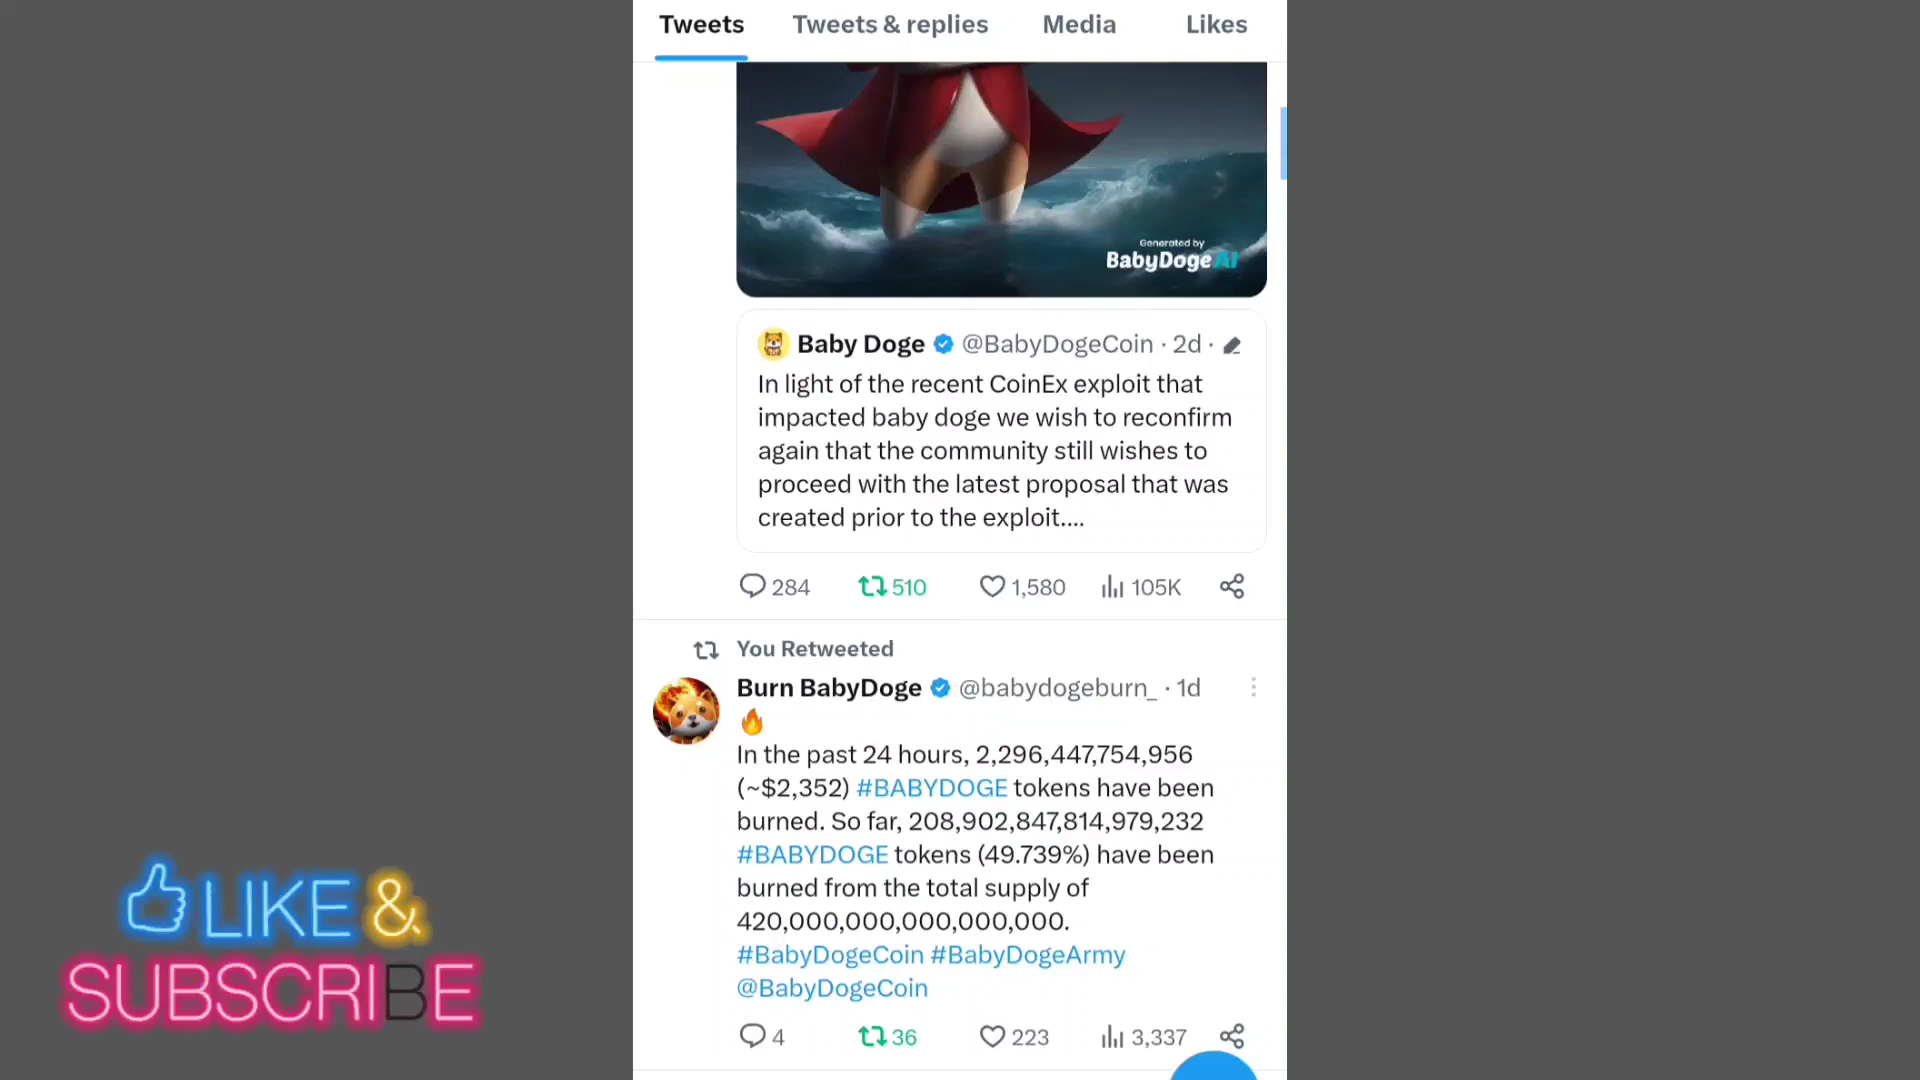 Tweets Tweets & replies Media Likes
Generated by
BabyDoge AI
Baby Doge @BabyDogeCoin · 2d ·
In light of the recent CoinEx exploit that
impacted baby doge we wish to reconfirm
again that the community still wishes to
proceed with the latest proposal that was
created prior to the exploit....
284 510 1,580 105K
You Retweeted
Burn BabyDoge @babydogeburn_ · 1d
🔥
In the past 24 hours, 2,296,447,754,956
(~$2,352) #BABYDOGE tokens have been
burned. So far, 208,902,847,814,979,232
#BABYDOGE tokens (49.739%) have been
burned from the total supply of
420,000,000,000,000,000.
#BabyDogeCoin #BabyDogeArmy
@BabyDogeCoin
4 36 223 3,337
LIKE &
SUBSCRIBE